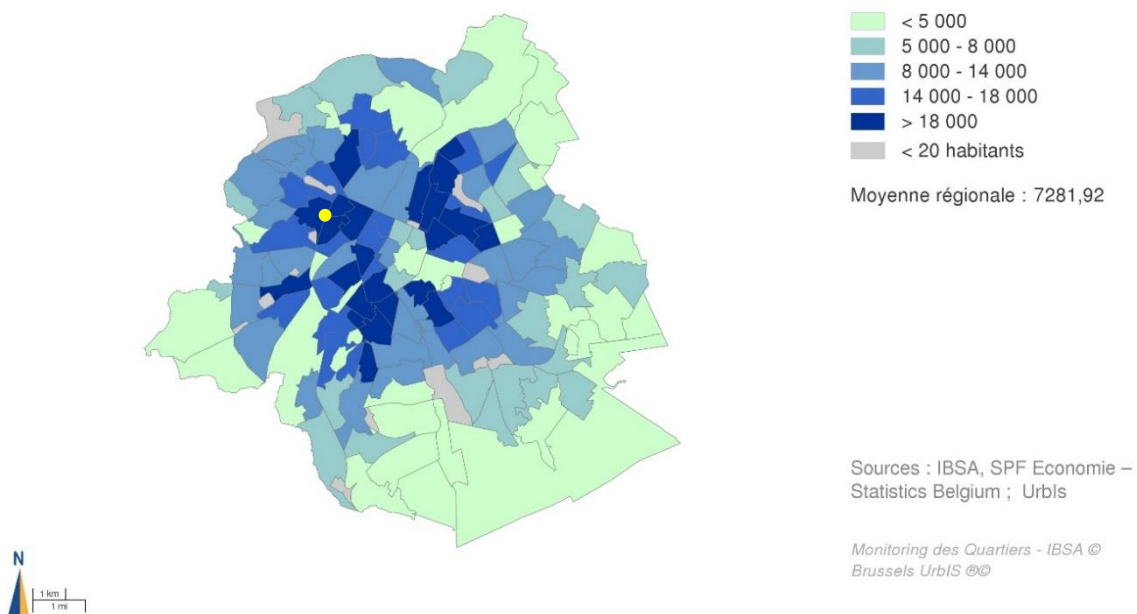 < 5 000
5 000 - 8 000
8 000 - 14 000
14 000 - 18 000
> 18 000
< 20 habitants
Moyenne régionale : 7281,92
Sources : IBSA, SPF Economie –
Statistics Belgium ; UrbIs
Monitoring des Quartiers - IBSA ©
Brussels UrbIS ®©
N
1 km
1 mi